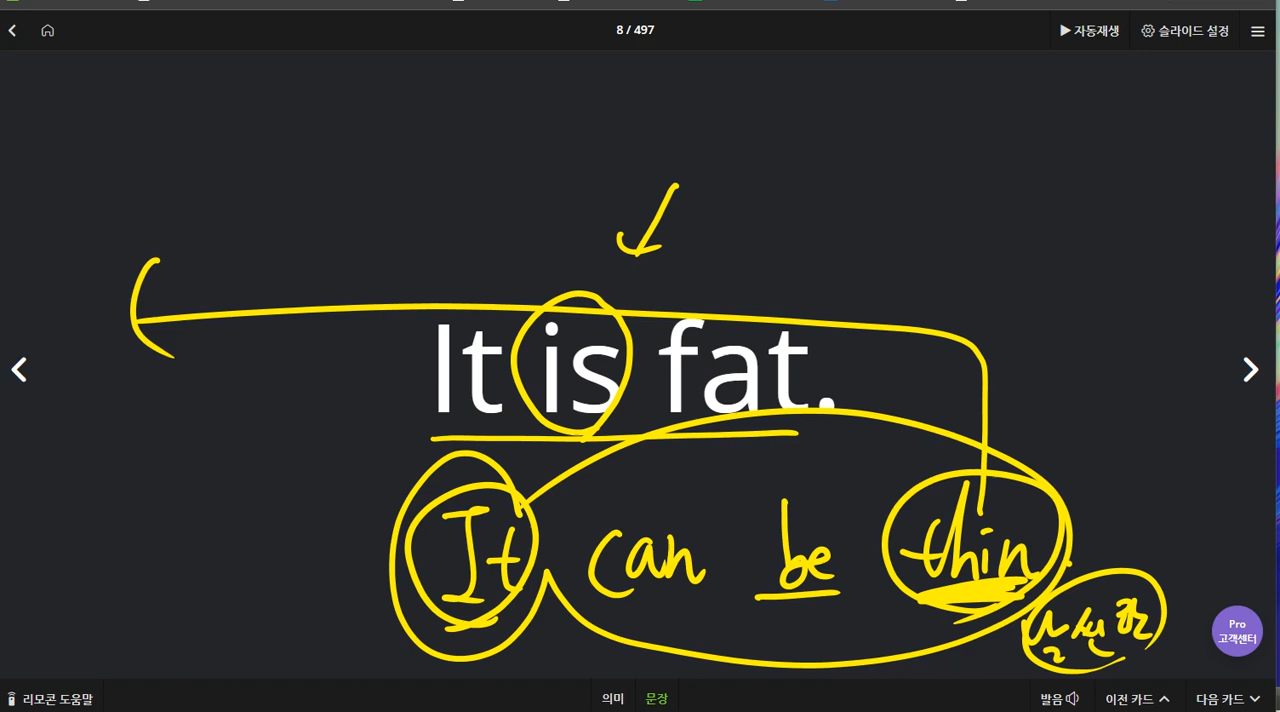 8 / 497
자동재생
슬라이드 설정
It is fat.
It can be thin
날씬한
Pro
고객센터
리모콘 도움말
의미
문장
발음
이전 카드
다음 카드